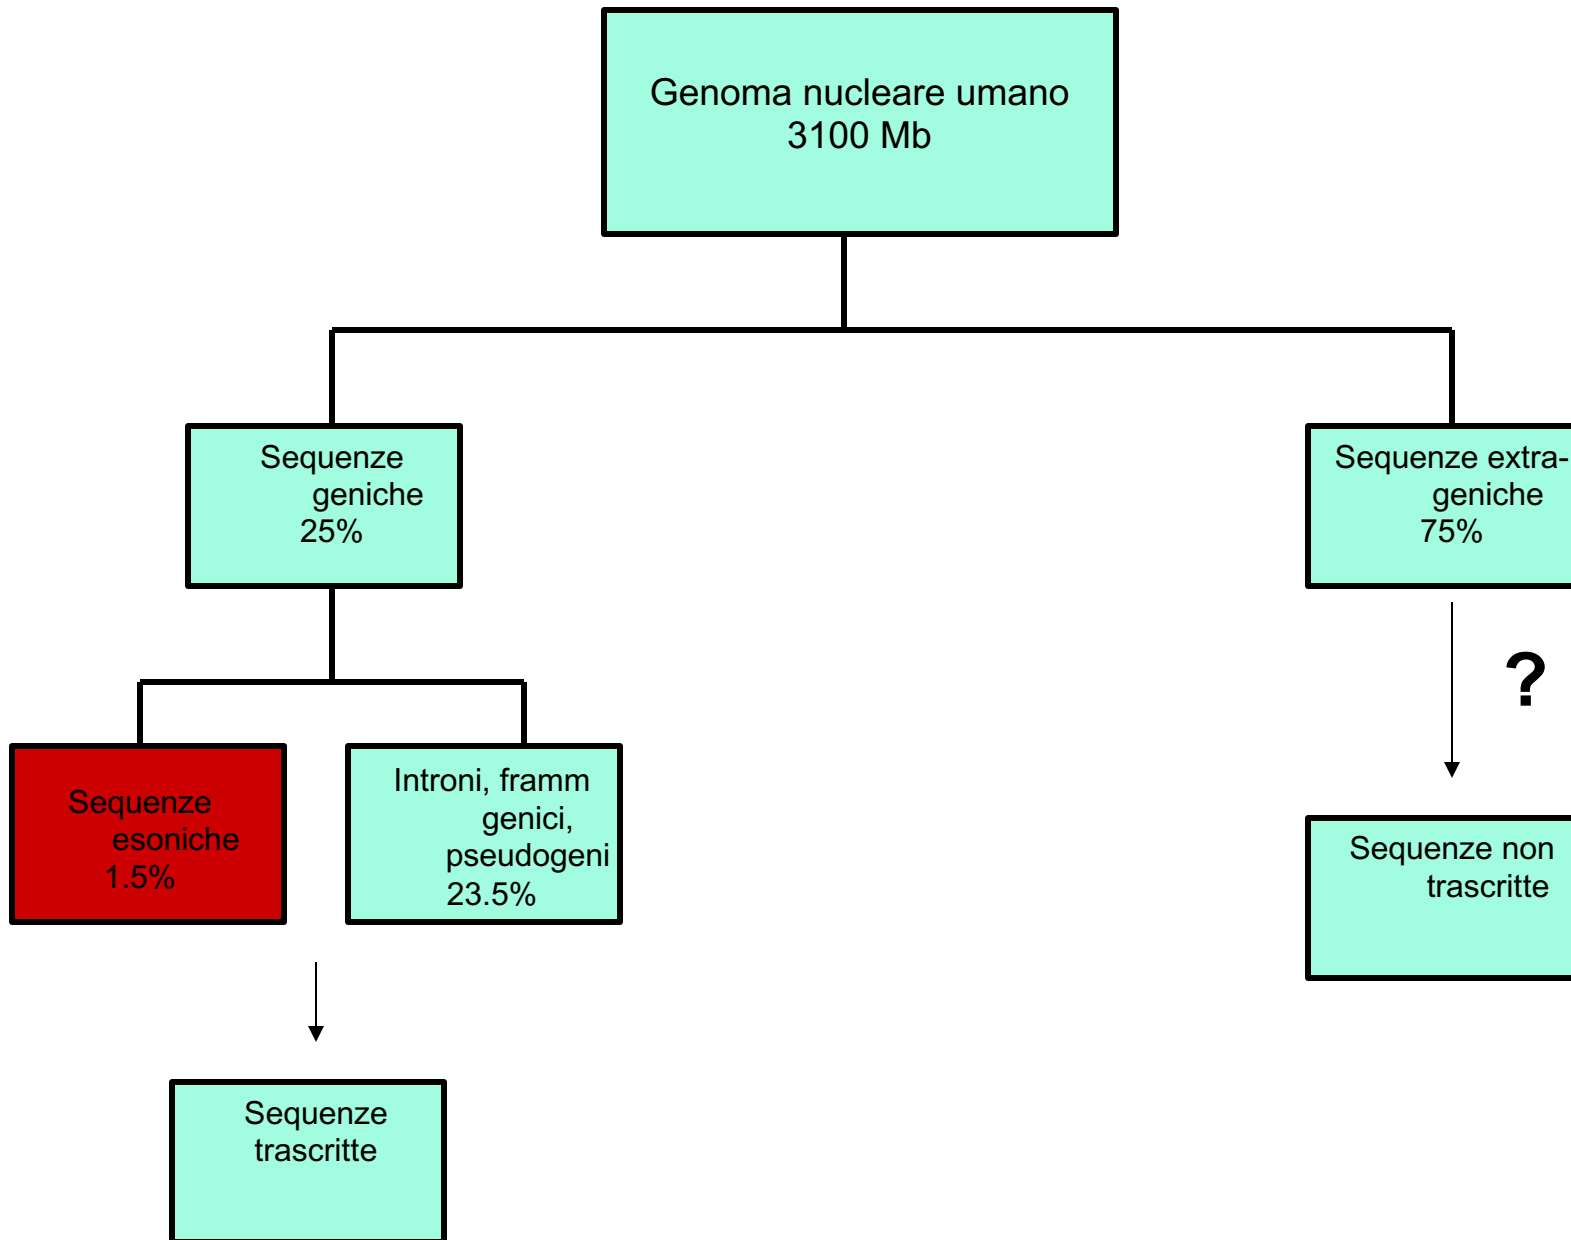 Genoma nucleare umano
3100 Mb
Sequenze
geniche
25%
Sequenze extra-
geniche
75%
?
Sequenze
esoniche
1.5%
Introni, framm
genici,
pseudogeni
23.5%
Sequenze non
trascritte
Sequenze
trascritte